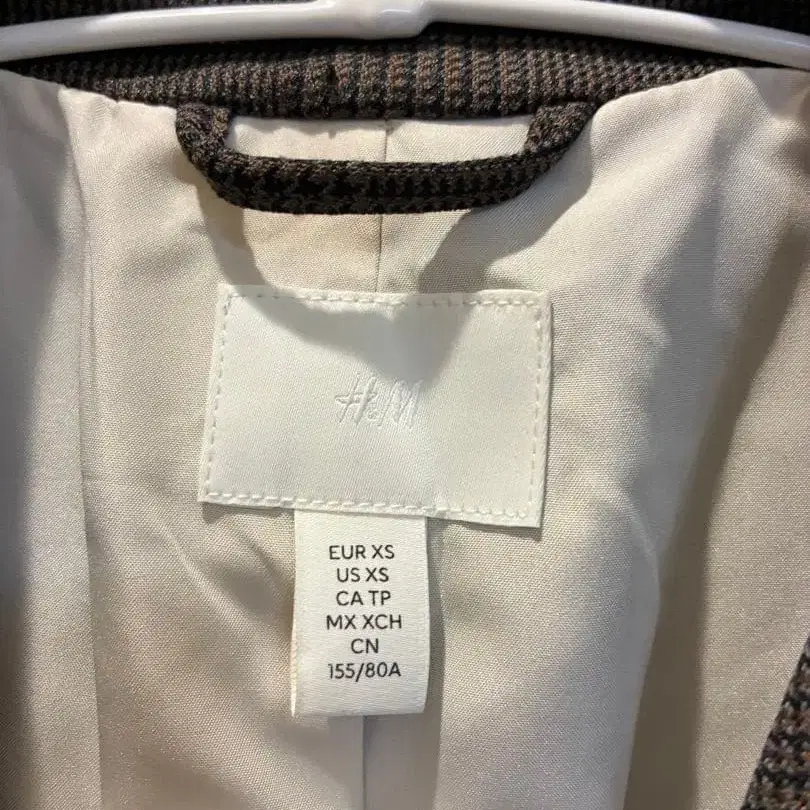 H&M
EUR XS
US XS
CA TP
MX XCH
CN
155/80A